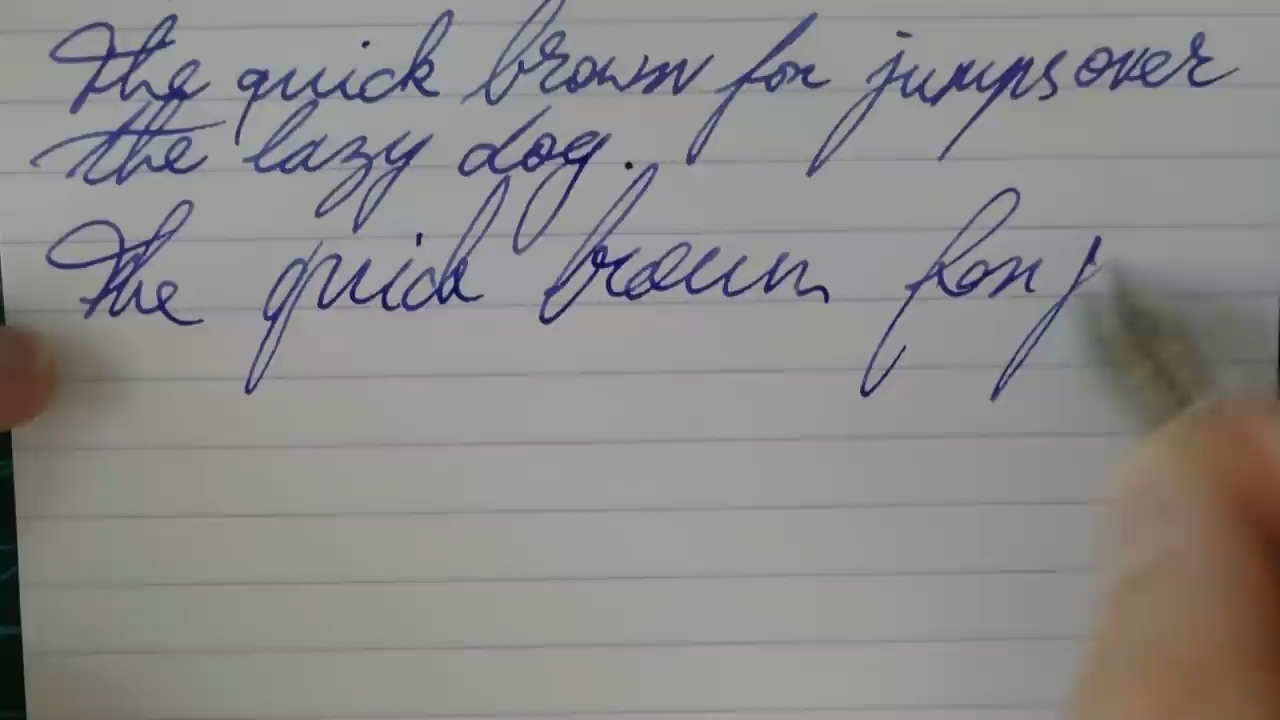 The quick brown fox jumps over
the lazy dog.
The quick brown fox j